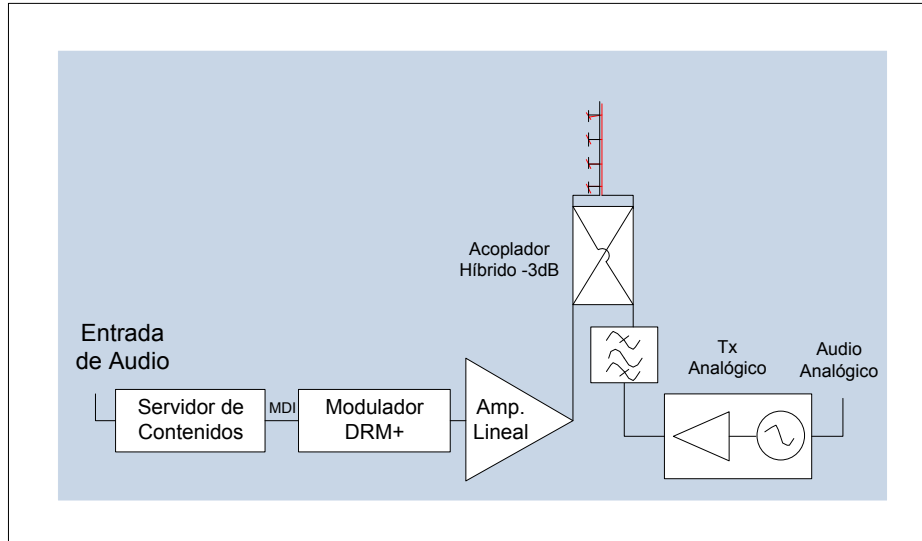 Acoplador
Híbrido -3dB
Entrada
de Audio
Servidor de
Contenidos
MDI
Modulador
DRM+
Amp.
Lineal
Tx
Analógico
Audio
Analógico